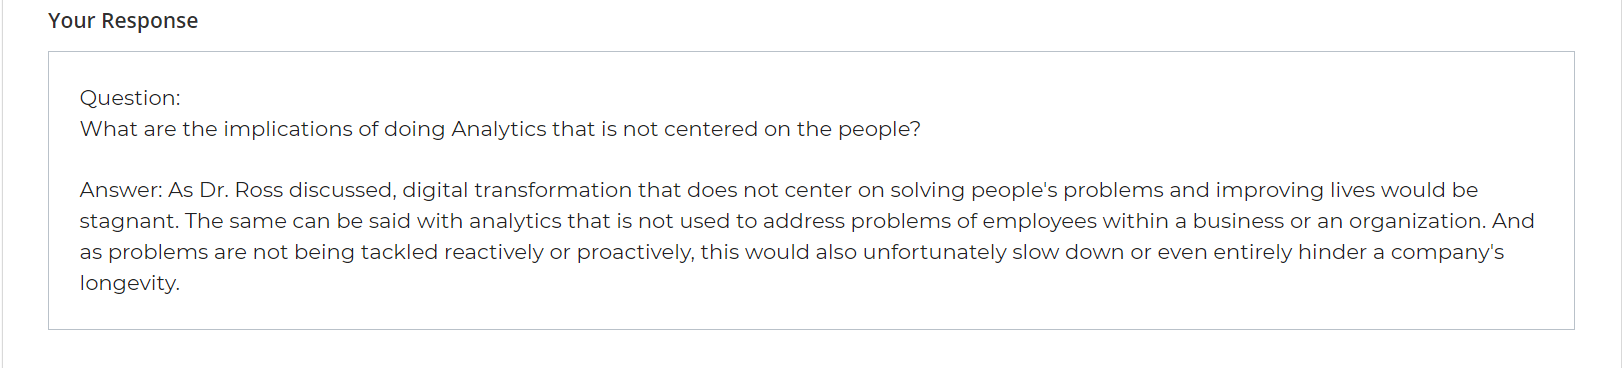 Your Response
Question:
What are the implications of doing Analytics that is not centered on the people?
Answer: As Dr. Ross discussed, digital transformation that does not center on solving people's problems and improving lives would be
stagnant. The same can be said with analytics that is not used to address problems of employees within a business or an organization. And
as problems are not being tackled reactively or proactively, this would also unfortunately slow down or even entirely hinder a company's
longevity.